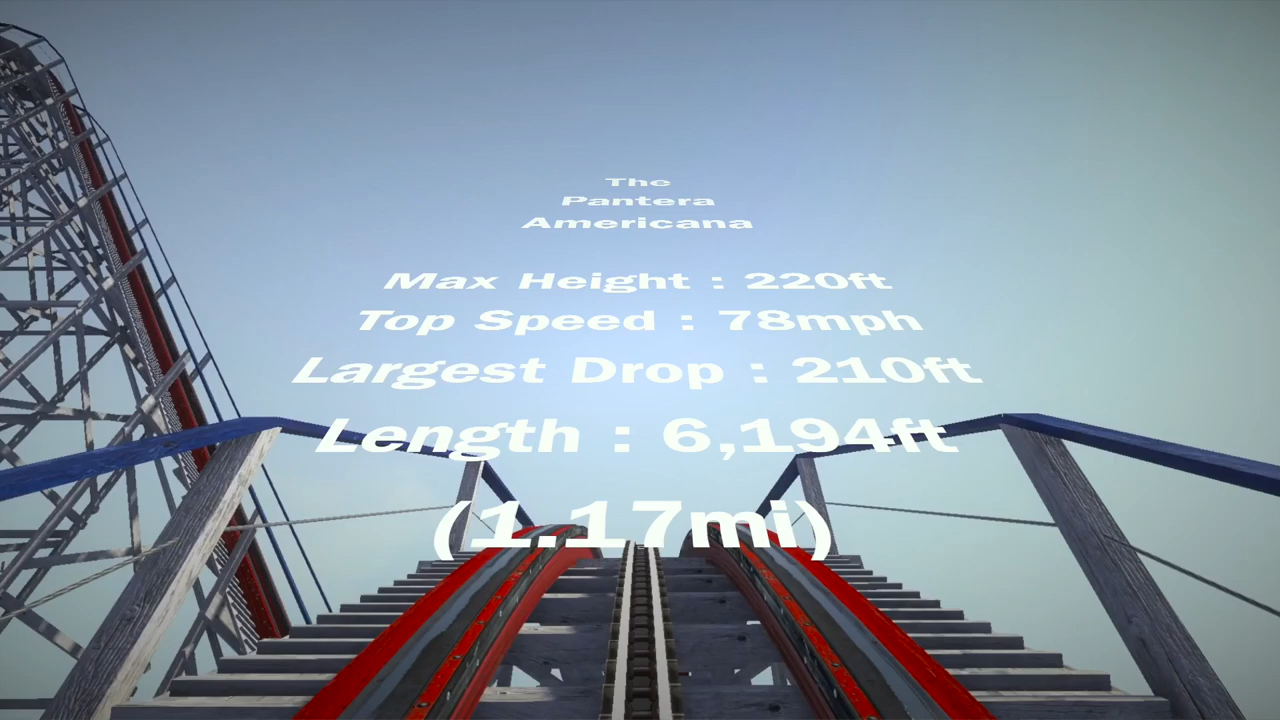 The
Pantera
Americana
Max Height : 220ft
Top Speed : 78mph
Largest Drop : 210ft
Length : 6,194ft
(1.17mi)